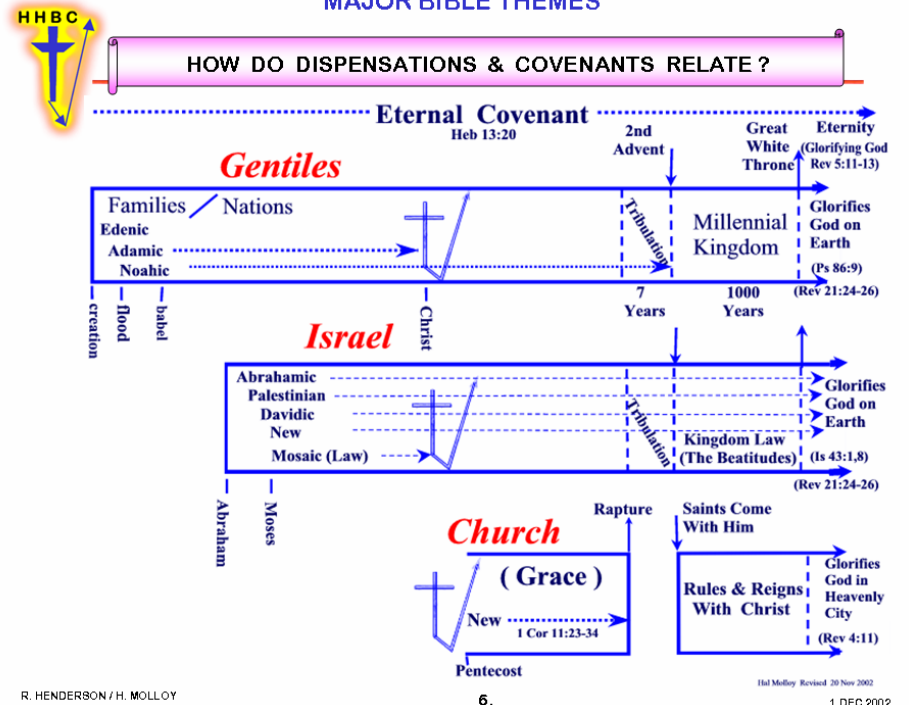 MAJOR BIBLE THEMES
HHBC
HOW DO DISPENSATIONS & COVENANTS RELATE ?
Eternal Covenant
Heb 13:20
2nd
Advent
Great
White
Throne
Eternity
(Glorifying God
Rev 5:11-13)
Gentiles
Families / Nations
Edenic
Adamic
Noahic
Tribulation
Millennial
Kingdom
Glorifies
God on
Earth
(Ps 86:9)
(Rev 21:24-26)
creation
flood
babel
Christ
7
Years
1000
Years
Israel
Abrahamic
Palestinian
Davidic
New
Mosaic (Law)
Tribulation
Kingdom Law
(The Beatitudes)
Glorifies
God on
Earth
(Is 43:1,8)
(Rev 21:24-26)
Abraham
Moses
Church
Rapture
Saints Come
With Him
( Grace )
New
1 Cor 11:23-34
Rules & Reigns
With Christ
Glorifies
God in
Heavenly
City
(Rev 4:11)
Pentecost
Hal Molloy Revised 20 Nov 2002
R. HENDERSON / H. MOLLOY
6.
1 DEC 2002